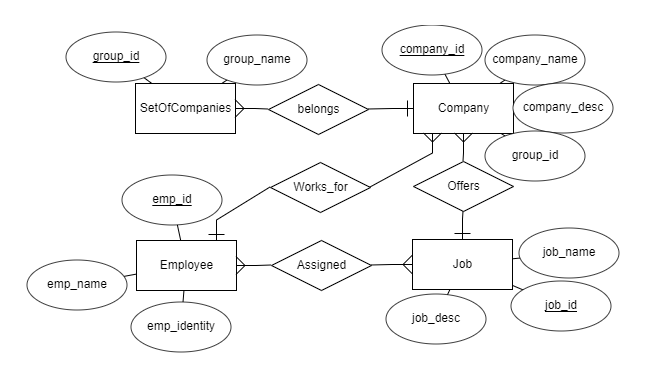 group_id
group_name
company_id
company_name
SetOfCompanies
belongs
Company
company_desc
group_id
Works_for
Offers
emp_id
Employee
Assigned
Job
job_name
emp_name
emp_identity
job_desc
job_id